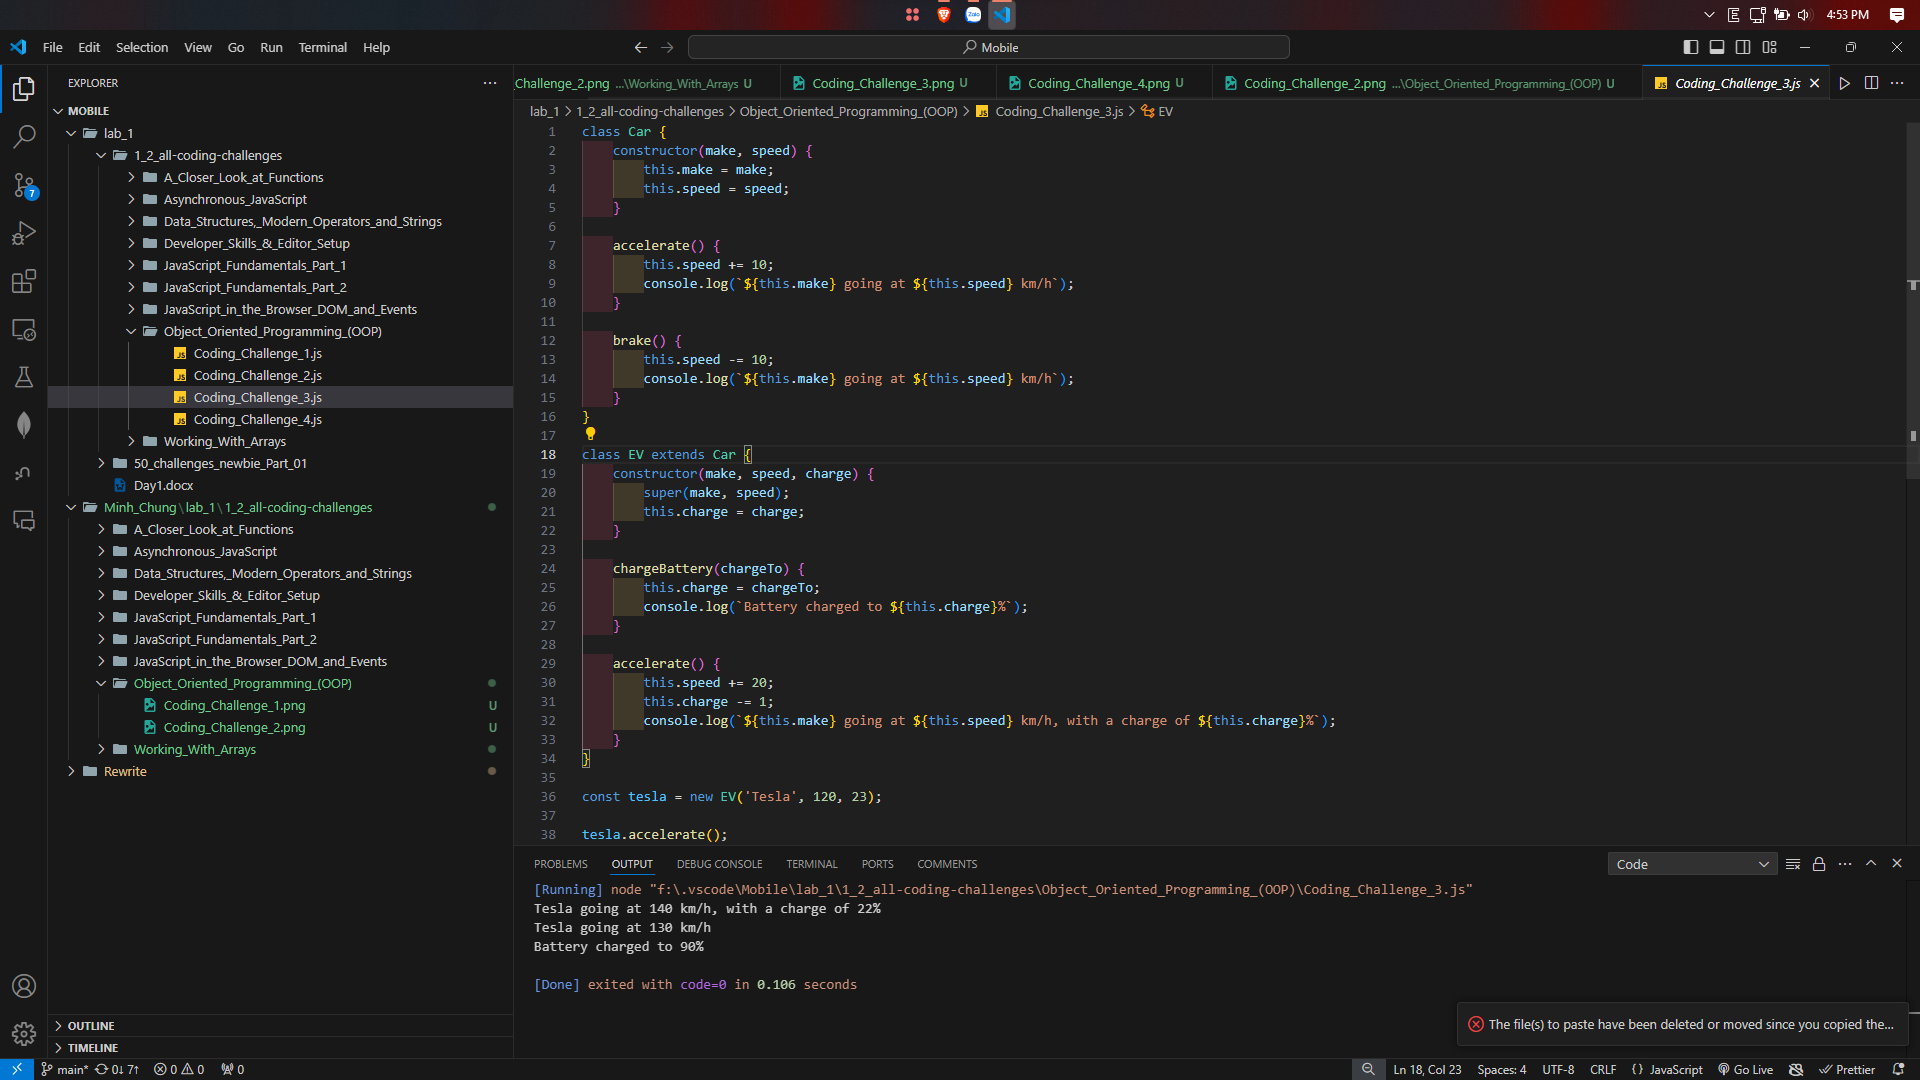 4:53 PM
File Edit Selection View Go Run Terminal Help
Mobile
EXPLORER
MOBILE
lab_1
1_2_all-coding-challenges
A_Closer_Look_at_Functions
Asynchronous_JavaScript
Data_Structures,_Modern_Operators_and_Strings
Developer_Skills_&_Editor_Setup
JavaScript_Fundamentals_Part_1
JavaScript_Fundamentals_Part_2
JavaScript_in_the_Browser_DOM_and_Events
Object_Oriented_Programming_(OOP)
Coding_Challenge_1.js
Coding_Challenge_2.js
Coding_Challenge_3.js
Coding_Challenge_4.js
Working_With_Arrays
50_challenges_newbie_Part_01
Day1.docx
Minh_Chung\lab_1\1_2_all-coding-challenges
A_Closer_Look_at_Functions
Asynchronous_JavaScript
Data_Structures,_Modern_Operators_and_Strings
Developer_Skills_&_Editor_Setup
JavaScript_Fundamentals_Part_1
JavaScript_Fundamentals_Part_2
JavaScript_in_the_Browser_DOM_and_Events
Object_Oriented_Programming_(OOP)
Coding_Challenge_1.png U
Coding_Challenge_2.png U
Working_With_Arrays
Rewrite
OUTLINE
TIMELINE
Challenge_2.png ...\Working_With_Arrays U Coding_Challenge_3.png U Coding_Challenge_4.png U Coding_Challenge_2.png ...\Object_Oriented_Programming_(OOP) U Coding_Challenge_3.js
lab_1 > 1_2_all-coding-challenges > Object_Oriented_Programming_(OOP) > JS Coding_Challenge_3.js > EV
1 class Car {
2 constructor(make, speed) {
3 this.make = make;
4 this.speed = speed;
5 }
6
7 accelerate() {
8 this.speed += 10;
9 console.log(`${this.make} going at ${this.speed} km/h`);
10 }
11
12 brake() {
13 this.speed -= 10;
14 console.log(`${this.make} going at ${this.speed} km/h`);
15 }
16 }
17
18 class EV extends Car {
19 constructor(make, speed, charge) {
20 super(make, speed);
21 this.charge = charge;
22 }
23
24 chargeBattery(chargeTo) {
25 this.charge = chargeTo;
26 console.log(`Battery charged to ${this.charge}%`);
27 }
28
29 accelerate() {
30 this.speed += 20;
31 this.charge -= 1;
32 console.log(`${this.make} going at ${this.speed} km/h, with a charge of ${this.charge}%`);
33 }
34 }
35
36 const tesla = new EV('Tesla', 120, 23);
37
38 tesla.accelerate();
PROBLEMS OUTPUT DEBUG CONSOLE TERMINAL PORTS COMMENTS
Code
[Running] node "f:\.vscode\Mobile\lab_1\1_2_all-coding-challenges\Object_Oriented_Programming_(OOP)\Coding_Challenge_3.js"
Tesla going at 140 km/h, with a charge of 22%
Tesla going at 130 km/h
Battery charged to 90%
[Done] exited with code=0 in 0.106 seconds
The file(s) to paste have been deleted or moved since you copied the...
main* 0↓ 7↑ 0 0 0
Ln 18, Col 23 Spaces: 4 UTF-8 CRLF {} JavaScript Go Live Prettier
7
Zalo